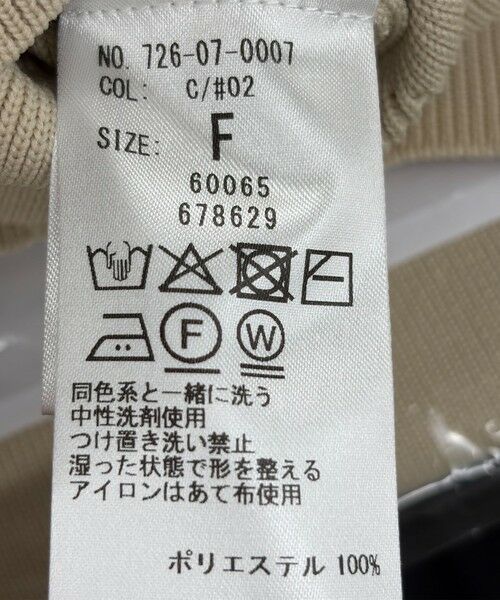 NO. 726-07-0007
COL: C/#02
SIZE: F
60065
678629
F W
同色系と一緒に洗う
中性洗剤使用
つけ置き洗い禁止
湿った状態で形を整える
アイロンはあて布使用
ポリエステル 100%